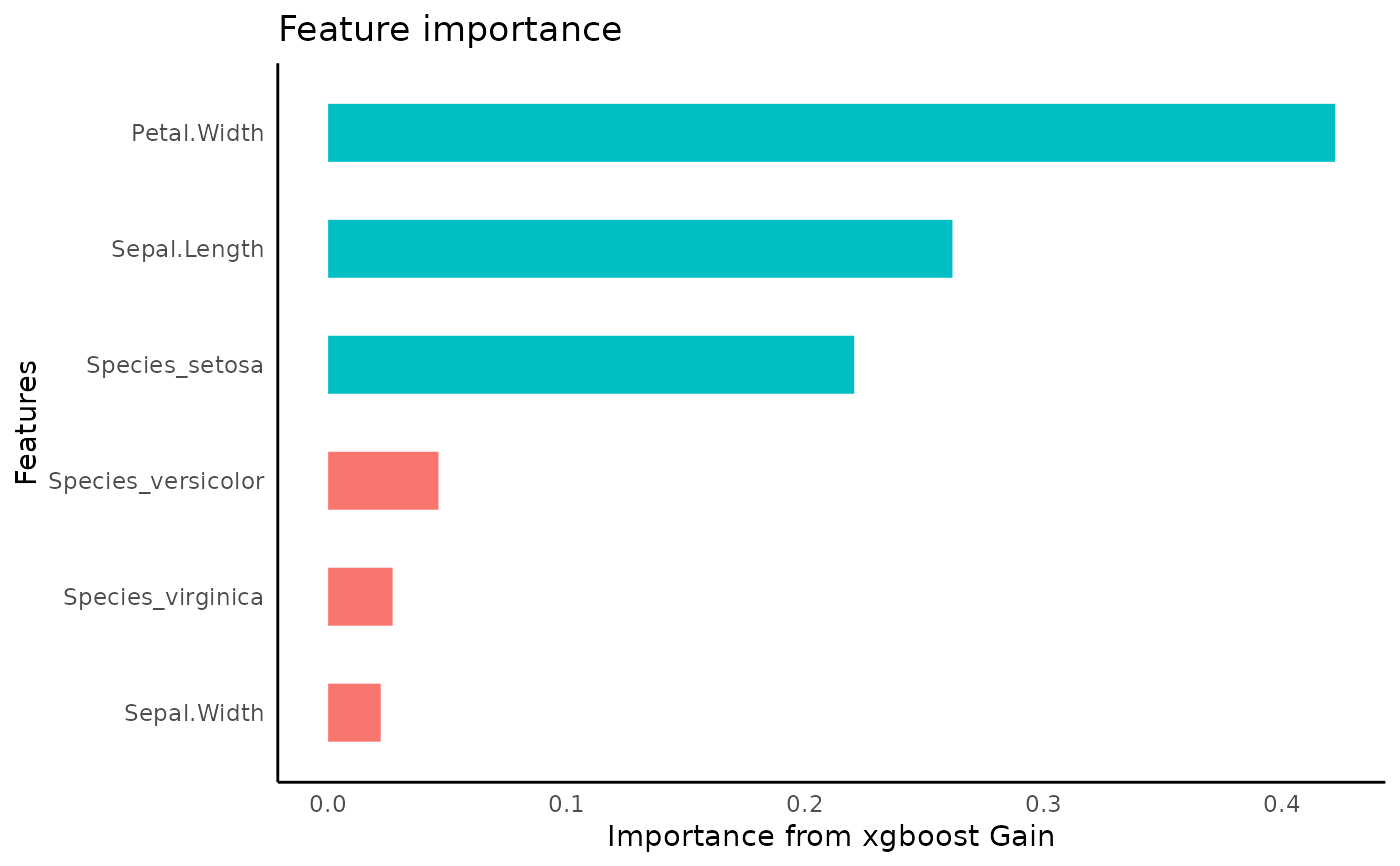 Feature importance
Features
Petal.Width
Sepal.Length
Species_setosa
Species_versicolor
Species_virginica
Sepal.Width
0.0 0.1 0.2 0.3 0.4
Importance from xgboost Gain